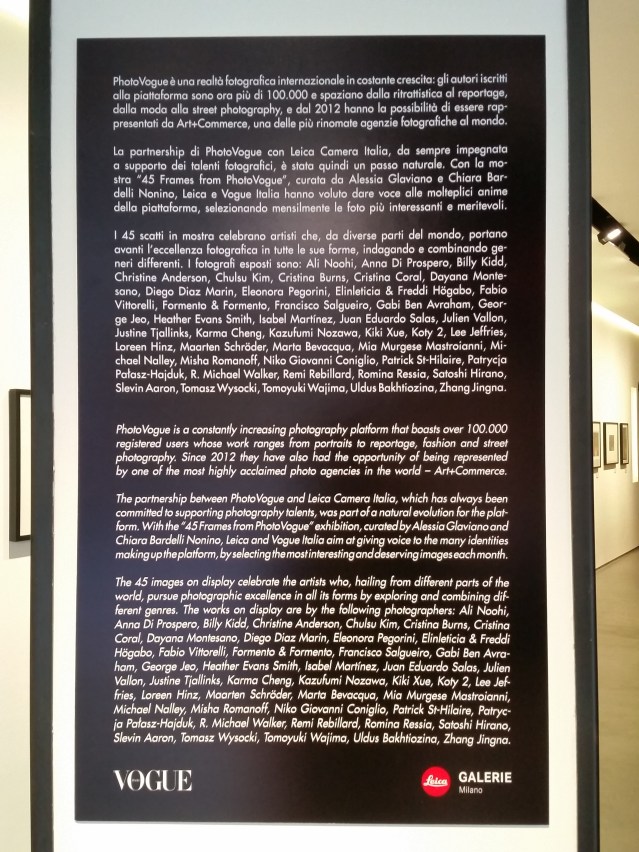 PhotoVogue è una realtà fotografica internazionale in costante crescita: gli autori iscritti
alla piattaforma sono ora più di 100.000 e spaziano dalla ritrattistica al reportage,
dalla moda alla street photography, e dal 2012 hanno la possibilità di essere rap-
presentati da Art+Commerce, una delle più rinomate agenzie fotografiche al mondo.
La partnership di PhotoVogue con Leica Camera Italia, da sempre impegnata
a supporto dei talenti fotografici, è stata quindi un passo naturale. Con la mo-
stra "45 Frames from PhotoVogue", curata da Alessia Glaviano e Chiara Bar-
delli Nonino, Leica e Vogue Italia hanno voluto dare voce alle molteplici anime
della piattaforma, selezionando mensilmente le foto più interessanti e meritevoli.
I 45 scatti in mostra celebrano artisti che, da diverse parti del mondo, portano
avanti l'eccellenza fotografica in tutte le sue forme, indagando e combinando ge-
neri differenti. I fotografi esposti sono: Ali Noohi, Anna Di Prospero, Billy Kidd,
Christine Anderson, Chulsu Kim, Cristina Burns, Cristina Coral, Dayana Monte-
sano, Diego Diaz Marin, Eleonora Pegorini, Elinleticia & Freddi Högabo, Fabio
Vittorelli, Formento & Formento, Francisco Salgueiro, Gabi Ben Avraham, Geor-
ge Jeo, Heather Evans Smith, Isabel Martínez, Juan Eduardo Salas, Julien Vallon,
Justine Tjallinks, Karma Cheng, Kazufumi Nozawa, Kiki Xue, Koty 2, Lee Jeffries,
Loreen Hinz, Maarten Schröder, Marta Bevacqua, Mia Murgese Mastroianni, Mi-
chael Nalley, Misha Romanoff, Niko Giovanni Coniglio, Patrick St-Hilaire, Patrycja
Pałasz-Hajduk, R. Michael Walker, Remi Rebillard, Romina Ressia, Satoshi Hirano,
Slevin Aaron, Tomasz Wysocki, Tomoyuki Wajima, Uldus Bakhtiozina, Zhang Jingna.
PhotoVogue is a constantly increasing photography platform that boasts over 100.000
registered users whose work ranges from portraits to reportage, fashion and street
photography. Since 2012 they have also had the opportunity of being represented
by one of the most highly acclaimed photo agencies in the world – Art+Commerce.
The partnership between PhotoVogue and Leica Camera Italia, which has always been
committed to supporting photography talents, was part of a natural evolution for the plat-
form. With the "45 Frames from PhotoVogue" exhibition, curated by Alessia Glaviano and
Chiara Bardelli Nonino, Leica and Vogue Italia aim at giving voice to the many identities
making up the platform, by selecting the most interesting and deserving images each month.
The 45 images on display celebrate the artists who, hailing from different parts of the
world, pursue photographic excellence in all its forms by exploring and combining dif-
ferent genres. The works on display are by the following photographers: Ali Noohi,
Anna Di Prospero, Billy Kidd, Christine Anderson, Chulsu Kim, Cristina Burns, Cristina
Coral, Dayana Montesano, Diego Diaz Marin, Eleonora Pegorini, Elinleticia & Freddi
Högabo, Fabio Vittorelli, Formento & Formento, Francisco Salgueiro, Gabi Ben Avra-
ham, George Jeo, Heather Evans Smith, Isabel Martínez, Juan Eduardo Salas, Julien
Vallon, Justine Tjallinks, Karma Cheng, Kazufumi Nozawa, Kiki Xue, Koty 2, Lee Jef-
fries, Loreen Hinz, Maarten Schröder, Marta Bevacqua, Mia Murgese Mastroianni,
Michael Nalley, Misha Romanoff, Niko Giovanni Coniglio, Patrick St-Hilaire, Patryc-
ja Pałasz-Hajduk, R. Michael Walker, Remi Rebillard, Romina Ressia, Satoshi Hirano,
Slevin Aaron, Tomasz Wysocki, Tomoyuki Wajima, Uldus Bakhtiozina, Zhang Jingna.
VOGUE
Leica GALERIE
Milano